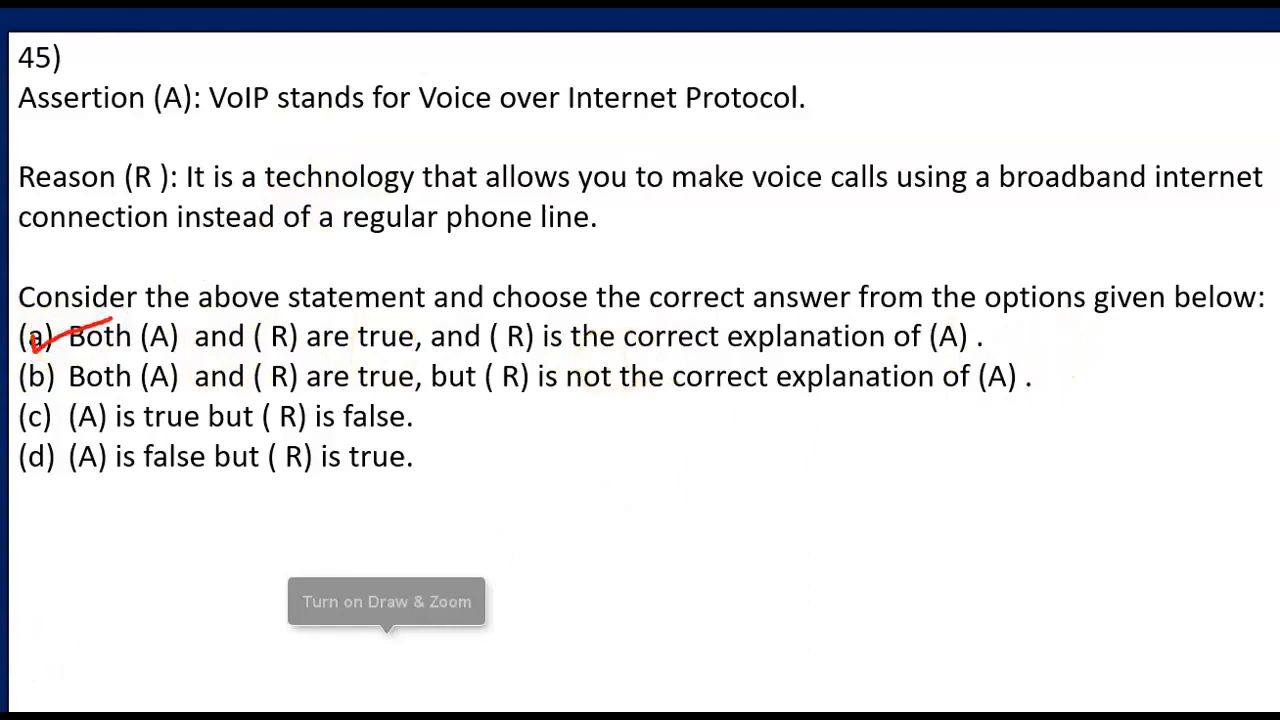 45)
Assertion (A): VoIP stands for Voice over Internet Protocol.
Reason (R ): It is a technology that allows you to make voice calls using a broadband internet
connection instead of a regular phone line.
Consider the above statement and choose the correct answer from the options given below:
(a) Both (A) and ( R) are true, and ( R) is the correct explanation of (A) .
(b) Both (A) and ( R) are true, but ( R) is not the correct explanation of (A) .
(c) (A) is true but ( R) is false.
(d) (A) is false but ( R) is true.
Turn on Draw & Zoom